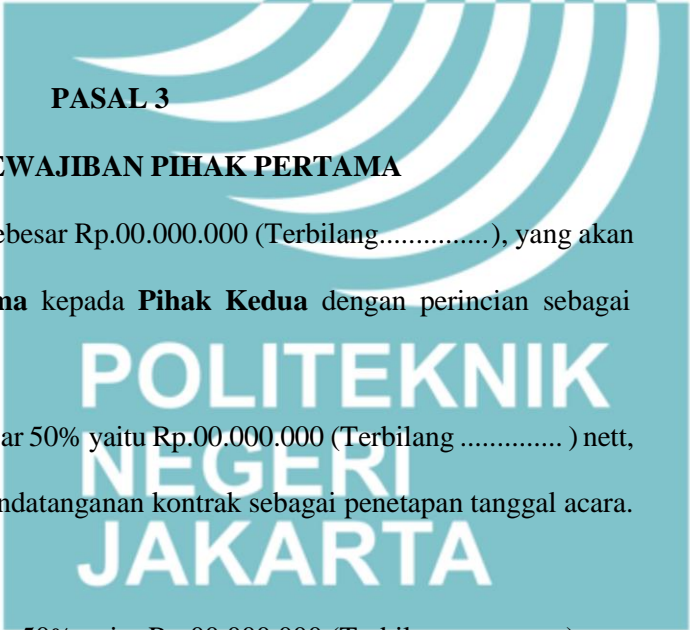 PASAL 3
EWAJIBAN PIHAK PERTAMA
ebesar Rp.00.000.000 (Terbilang...............), yang akan
ma kepada Pihak Kedua dengan perincian sebagai
POLITEKNIK
ar 50% yaitu Rp.00.000.000 (Terbilang .............. ) nett,
NEGERI
ndatanganan kontrak sebagai penetapan tanggal acara.
JAKARTA